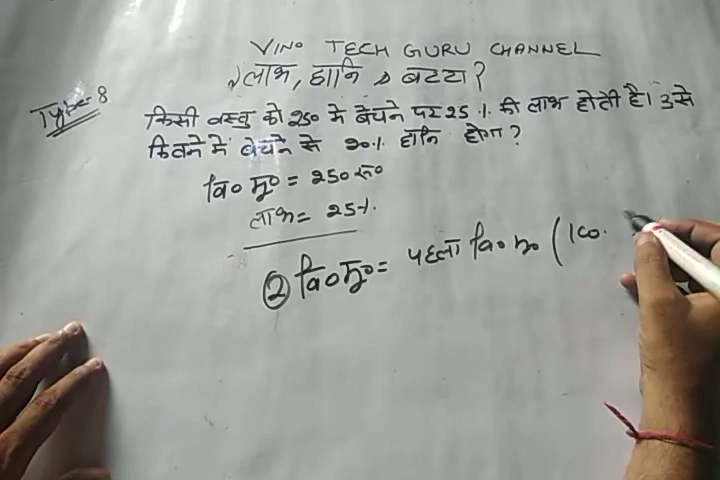 VINO TECH GURU CHANNEL
लाभ, हानि, बटटा?
Type-8
किसी वस्तु को 250 में बेचने पर 25 % की लाभ होती है। उसे
कितने में बेचने से 20% हानि होगा?
वि० मू० = 250 रू०
लाभ = 25%.
② वि० मू० = पहला वि० मू० (100.